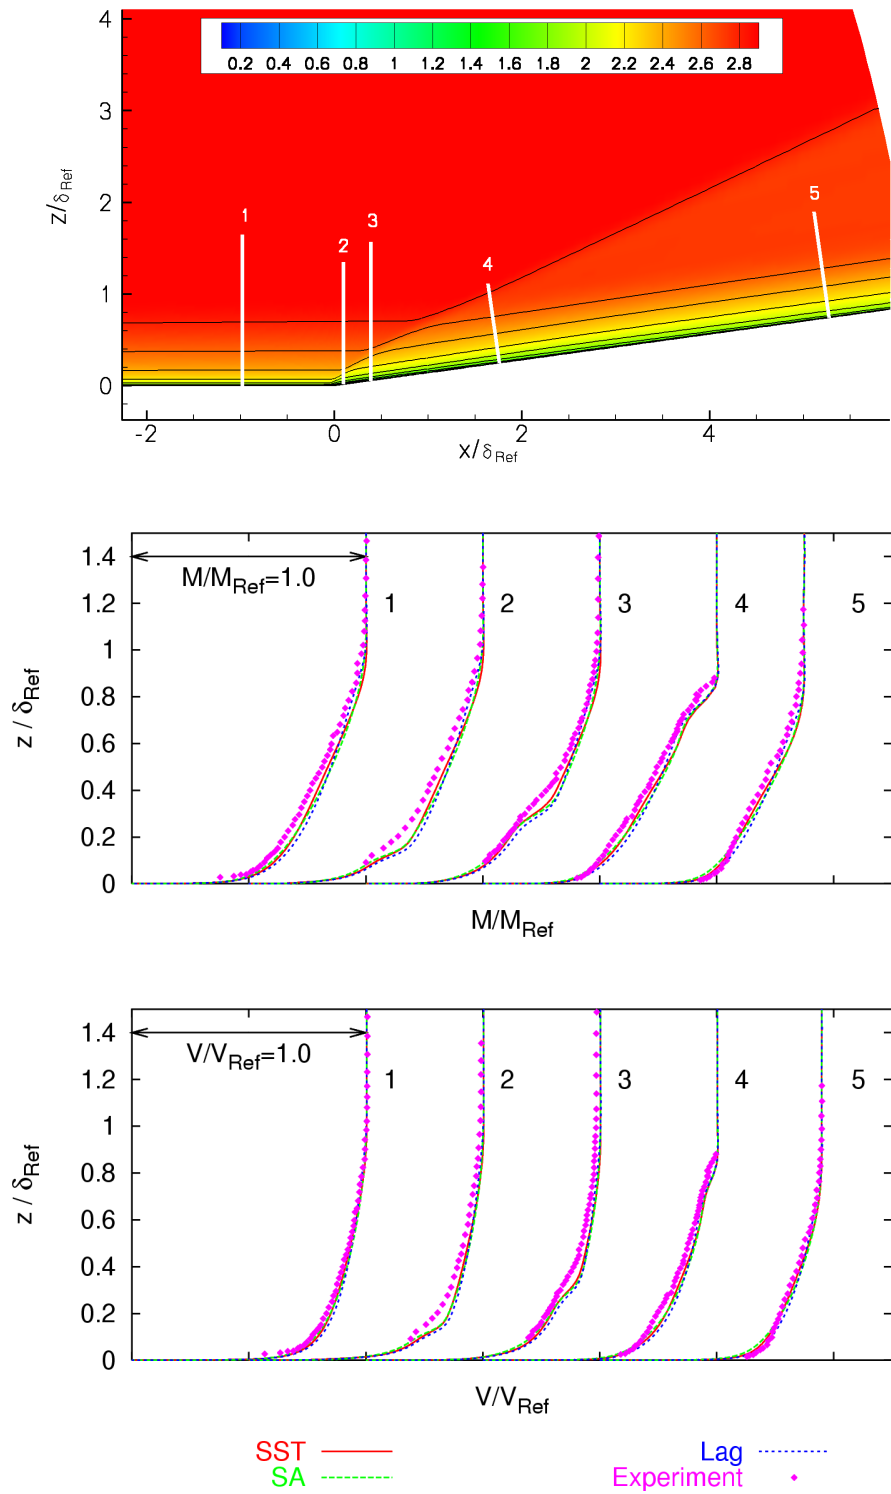 4
0.2 0.4 0.6 0.8 1 1.2 1.4 1.6 1.8 2 2.2 2.4 2.6 2.8
3
z/δRef
2
1 2 3 4 5
1
0
-2 0 2 4
x/δRef
1.4
M/MRef=1.0
1.2
1 2 3 4 5
1
0.8
z / δRef
0.6
0.4
0.2
0
M/MRef
1.4
V/VRef=1.0
1.2
1 2 3 4 5
1
0.8
z / δRef
0.6
0.4
0.2
0
V/VRef
SST Lag
SA Experiment